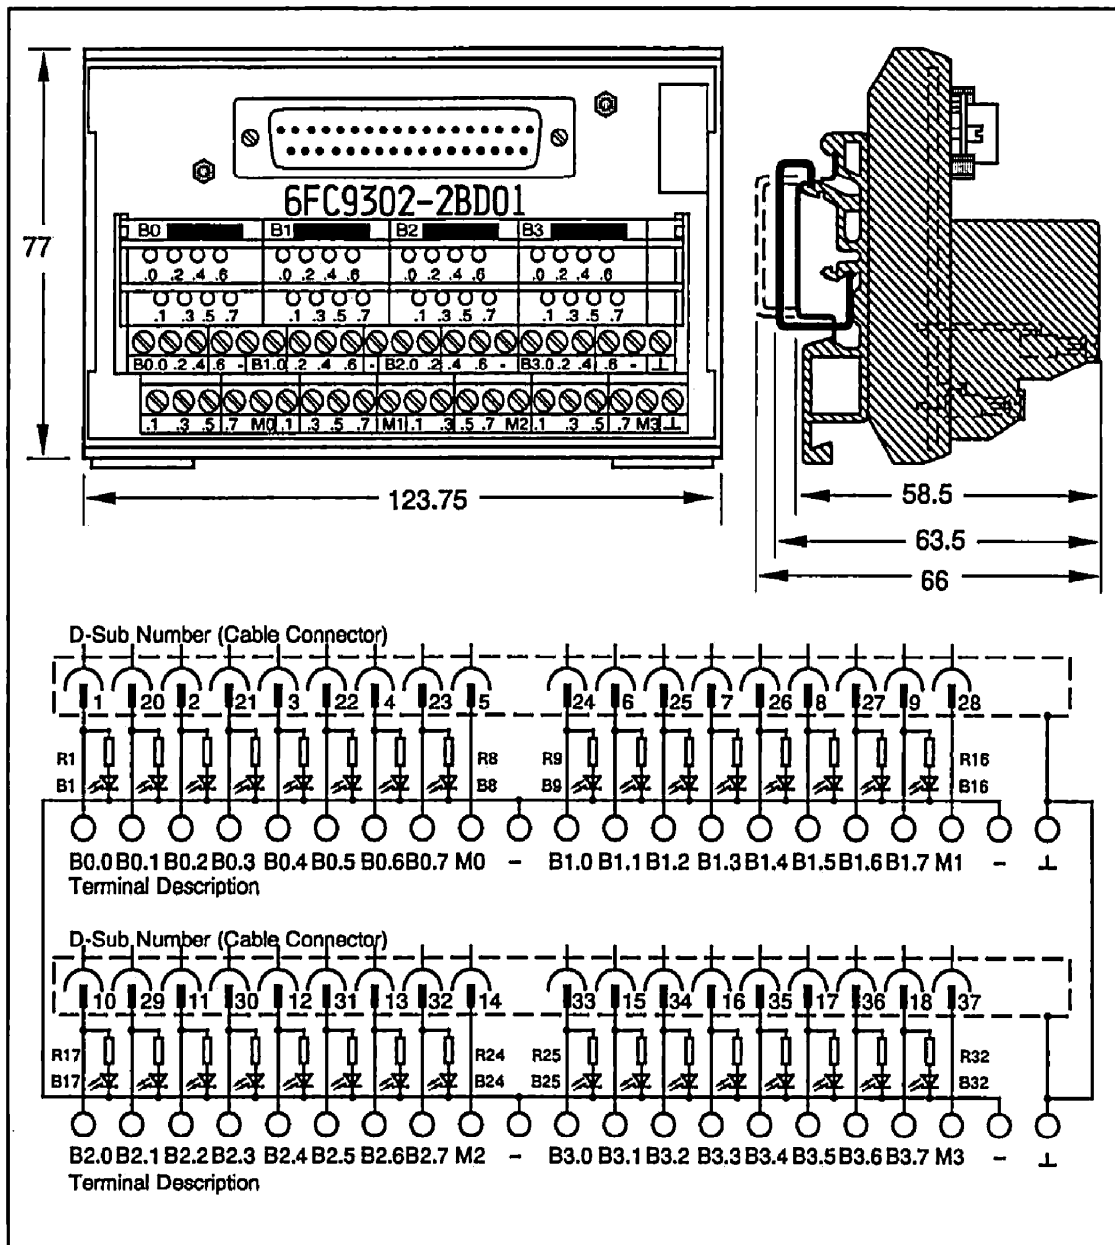 6FC9302-2BD01
77
B0 B1 B2 B3
.0 .2 .4 .6 .0 .2 .4 .6 .0 .2 .4 .6 .0 .2 .4 .6
.1 .3 .5 .7 .1 .3 .5 .7 .1 .3 .5 .7 .1 .3 .5 .7
B0.0 .2 .4 .6 - B1.0 .2 .4 .6 - B2.0 .2 .4 .6 - B3.0 .2 .4 .6 - ⊥
.1 .3 .5 .7 M0 .1 .3 .5 .7 M1 .1 .3 .5 .7 M2 .1 .3 .5 .7 M3 ⊥
123.75
58.5
63.5
66
D-Sub Number (Cable Connector)
1 20 2 21 3 22 4 23 5 24 6 25 7 26 8 27 9 28
R1 R8 R9 R16
B1 B8 B9 B16
B0.0 B0.1 B0.2 B0.3 B0.4 B0.5 B0.6 B0.7 M0 - B1.0 B1.1 B1.2 B1.3 B1.4 B1.5 B1.6 B1.7 M1 - ⊥
Terminal Description
D-Sub Number (Cable Connector)
10 29 11 30 12 31 13 32 14 33 15 34 16 35 17 36 18 37
R17 R24 R25 R32
B17 B24 B25 B32
B2.0 B2.1 B2.2 B2.3 B2.4 B2.5 B2.6 B2.7 M2 - B3.0 B3.1 B3.2 B3.3 B3.4 B3.5 B3.6 B3.7 M3 - ⊥
Terminal Description